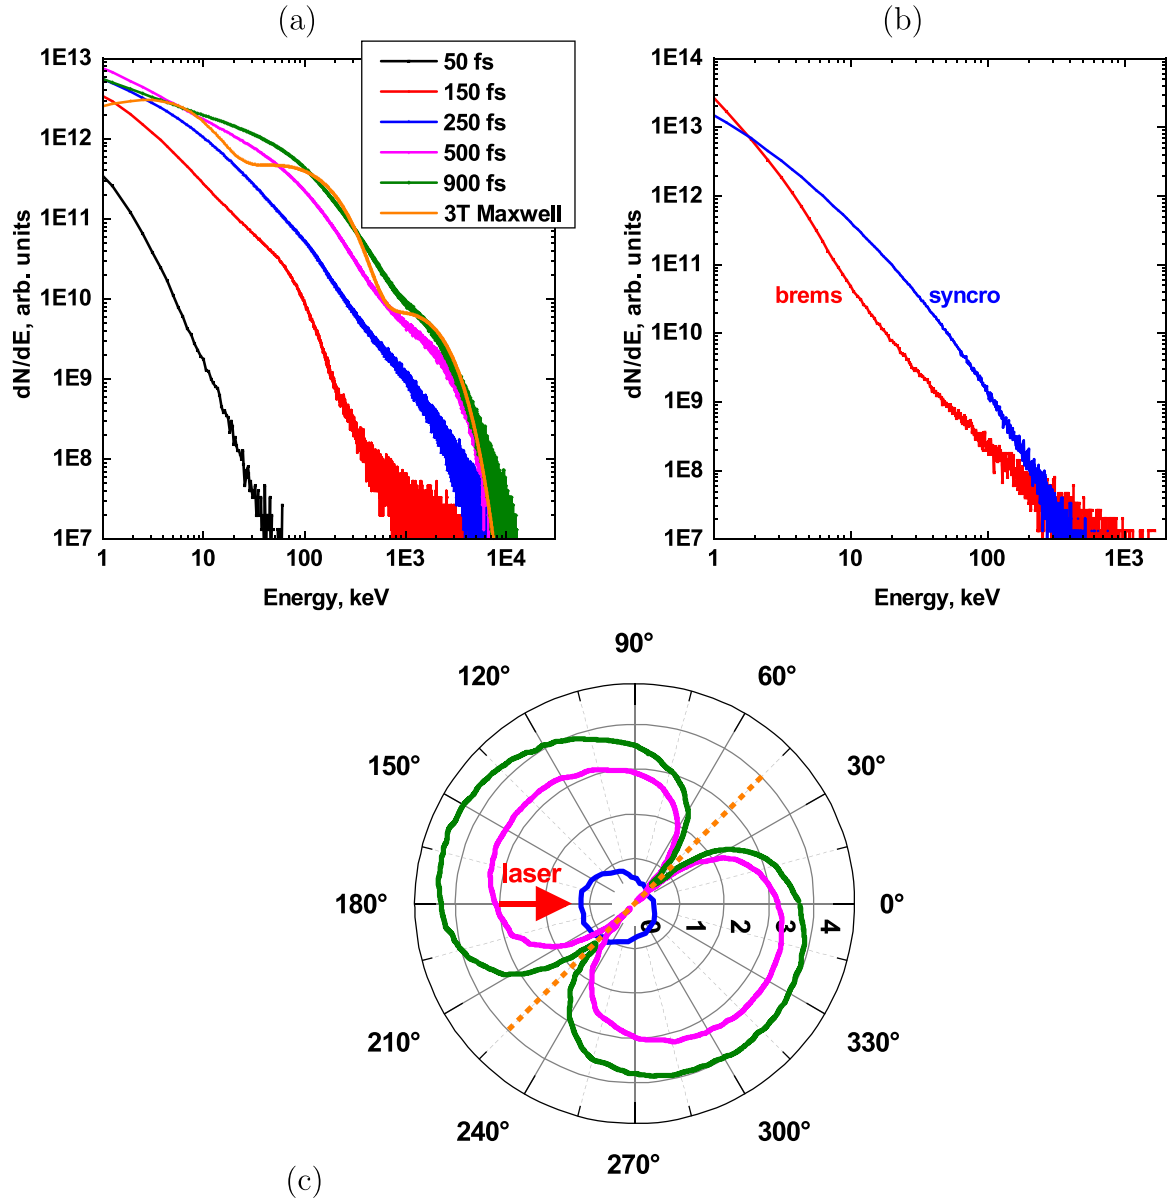 (a)
(b)
1E13
1E12
1E11
1E10
1E9
1E8
1E7
dN/dE, arb. units
50 fs
150 fs
250 fs
500 fs
900 fs
3T Maxwell
1
10
100
1E3
1E4
Energy, keV
1E14
1E13
1E12
1E11
1E10
1E9
1E8
1E7
dN/dE, arb. units
brems
syncro
1
10
100
1E3
Energy, keV
90°
120°
60°
150°
30°
laser
180°
0
1
2
3
4
0°
210°
330°
240°
300°
270°
(c)